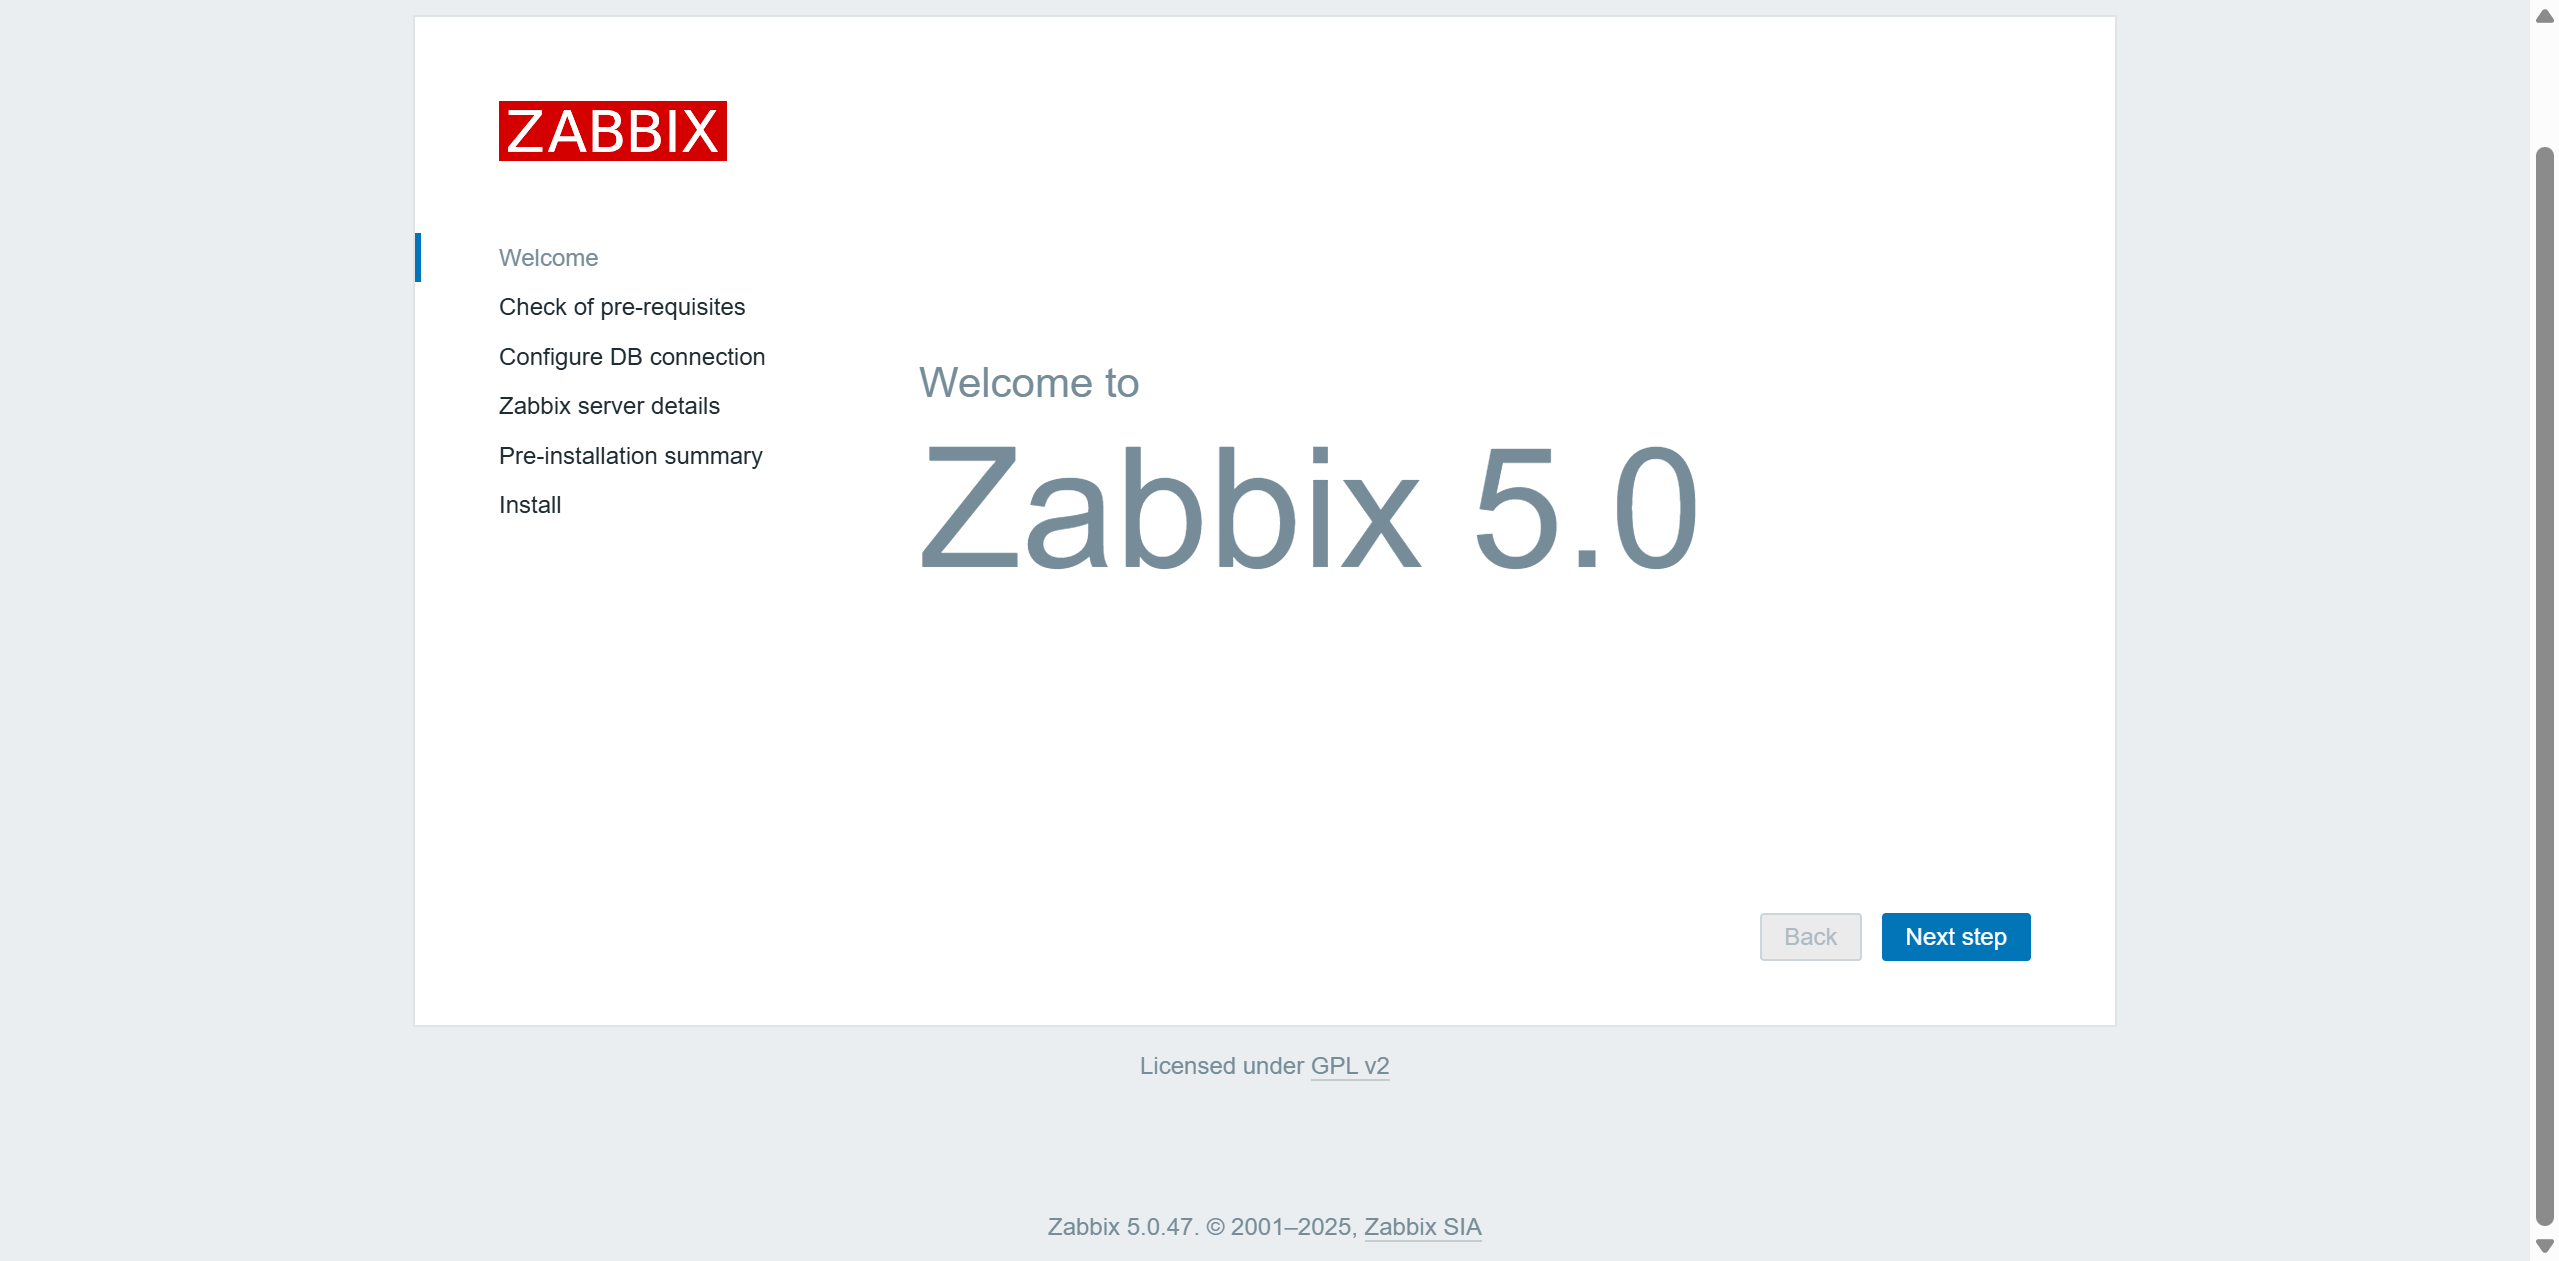 ZABBIX
Welcome
Check of pre-requisites
Configure DB connection
Zabbix server details
Pre-installation summary
Install
Welcome to
Zabbix 5.0
Back
Next step
Licensed under GPL v2
Zabbix 5.0.47. © 2001–2025, Zabbix SIA